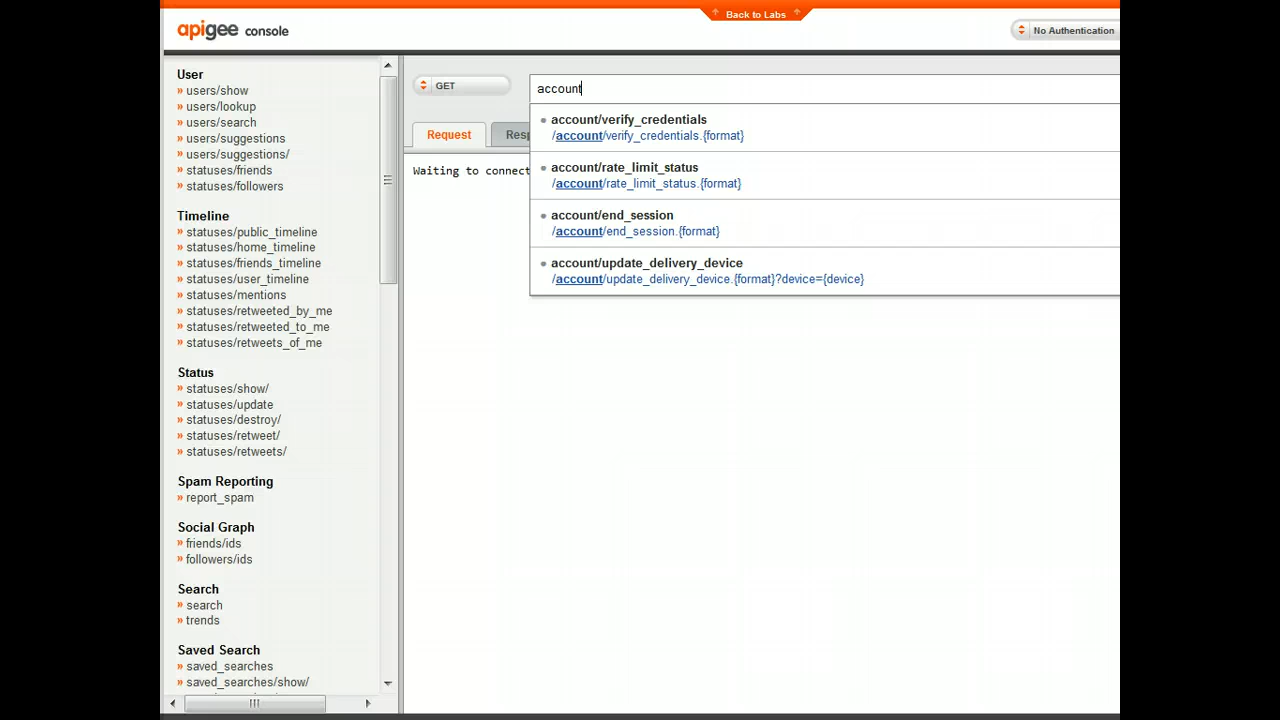 Back to Labs
apigee console
No Authentication
User
» users/show
» users/lookup
» users/search
» users/suggestions
» users/suggestions/
» statuses/friends
» statuses/followers
Timeline
» statuses/public_timeline
» statuses/home_timeline
» statuses/friends_timeline
» statuses/user_timeline
» statuses/mentions
» statuses/retweeted_by_me
» statuses/retweeted_to_me
» statuses/retweets_of_me
Status
» statuses/show/
» statuses/update
» statuses/destroy/
» statuses/retweet/
» statuses/retweets/
Spam Reporting
» report_spam
Social Graph
» friends/ids
» followers/ids
Search
» search
» trends
Saved Search
» saved_searches
» saved_searches/show/
GET
account
Request
Resp
Waiting to connect
account/verify_credentials
/account/verify_credentials.{format}
account/rate_limit_status
/account/rate_limit_status.{format}
account/end_session
/account/end_session.{format}
account/update_delivery_device
/account/update_delivery_device.{format}?device={device}